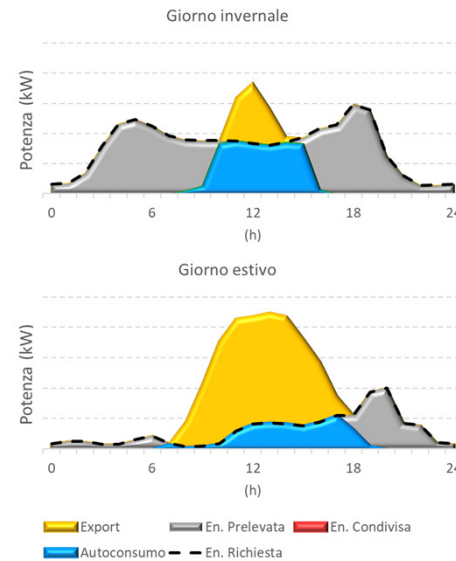 Giorno invernale
Potenza (kW)
0 6 12 18 24
(h)
Giorno estivo
Potenza (kW)
0 6 12 18 24
(h)
Export En. Prelevata En. Condivisa
Autoconsumo En. Richiesta